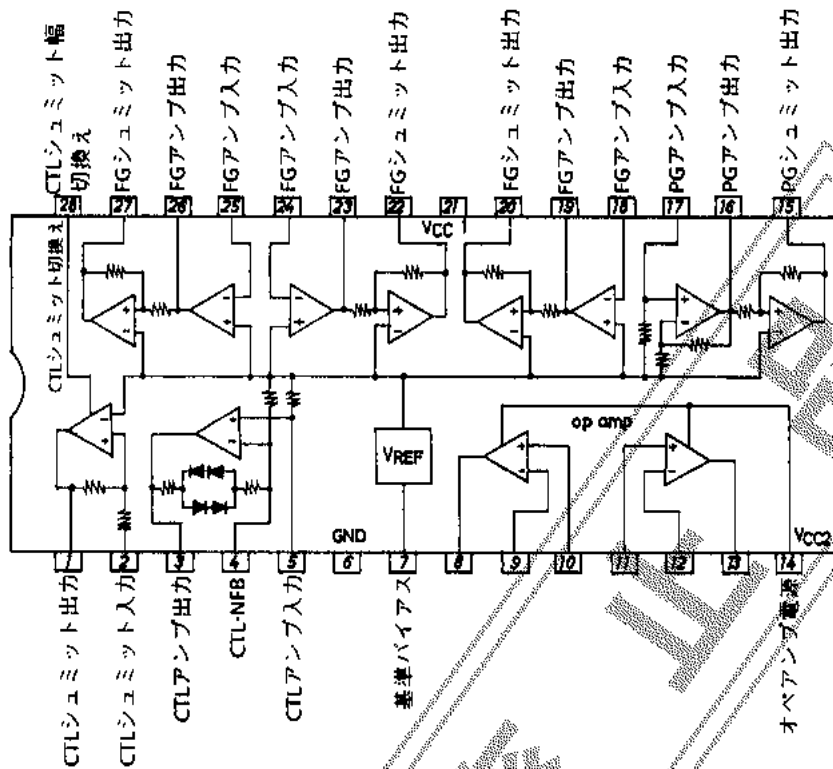 CTLシュミット幅
切換え
FGシュミット出力
FGアンプ出力
FGアンプ入力
FGアンプ入力
FGアンプ出力
FGシュミット出力
FGシュミット出力
FGアンプ出力
FGアンプ入力
PGアンプ入力
PGアンプ出力
PGシュミット出力
28 27 26 25 24 23 22 21 20 19 18 17 16 15
CTLシュミット切換え
VCC 1
VREF
op amp
GND
VCC2
1 2 3 4 5 6 7 8 9 10 11 12 13 14
CTLシュミット出力
CTLシュミット入力
CTLアンプ出力
CTL-NFB
CTLアンプ入力
基準バイアス
オペアンプ電源